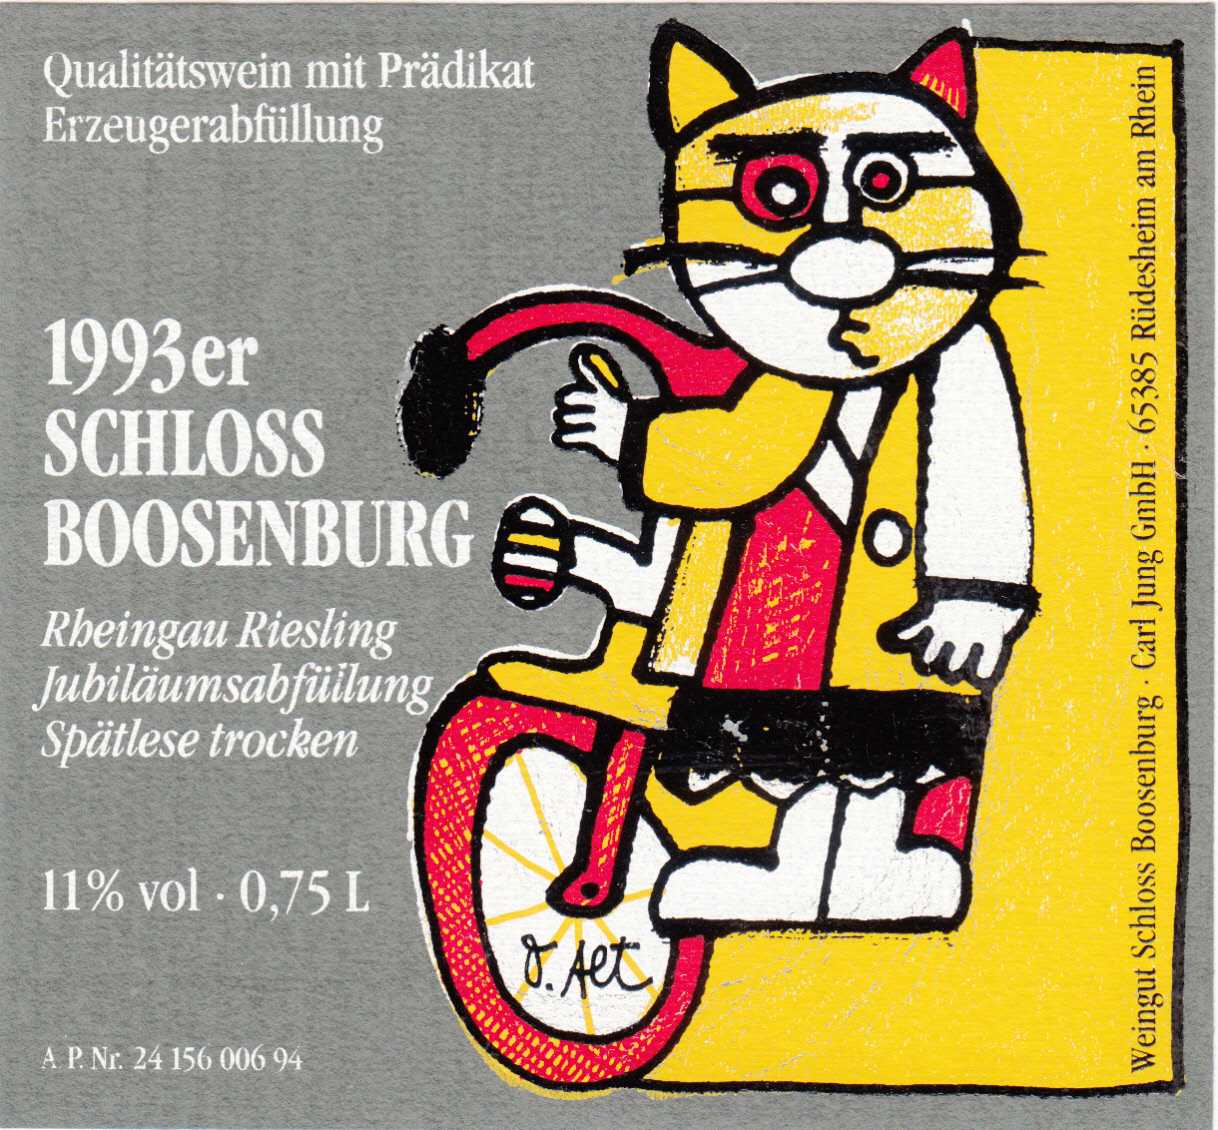 Qualitätswein mit Prädikat
Erzeugerabfüllung
1993er
SCHLOSS
BOOSENBURG
Rheingau Riesling
Jubiläumsabfüllung
Spätlese trocken
11% vol · 0,75 L
A. P. Nr. 24 156 006 94
D. Alt
Weingut Schloss Boosenburg · Carl Jung GmbH · 65385 Rüdesheim am Rhein